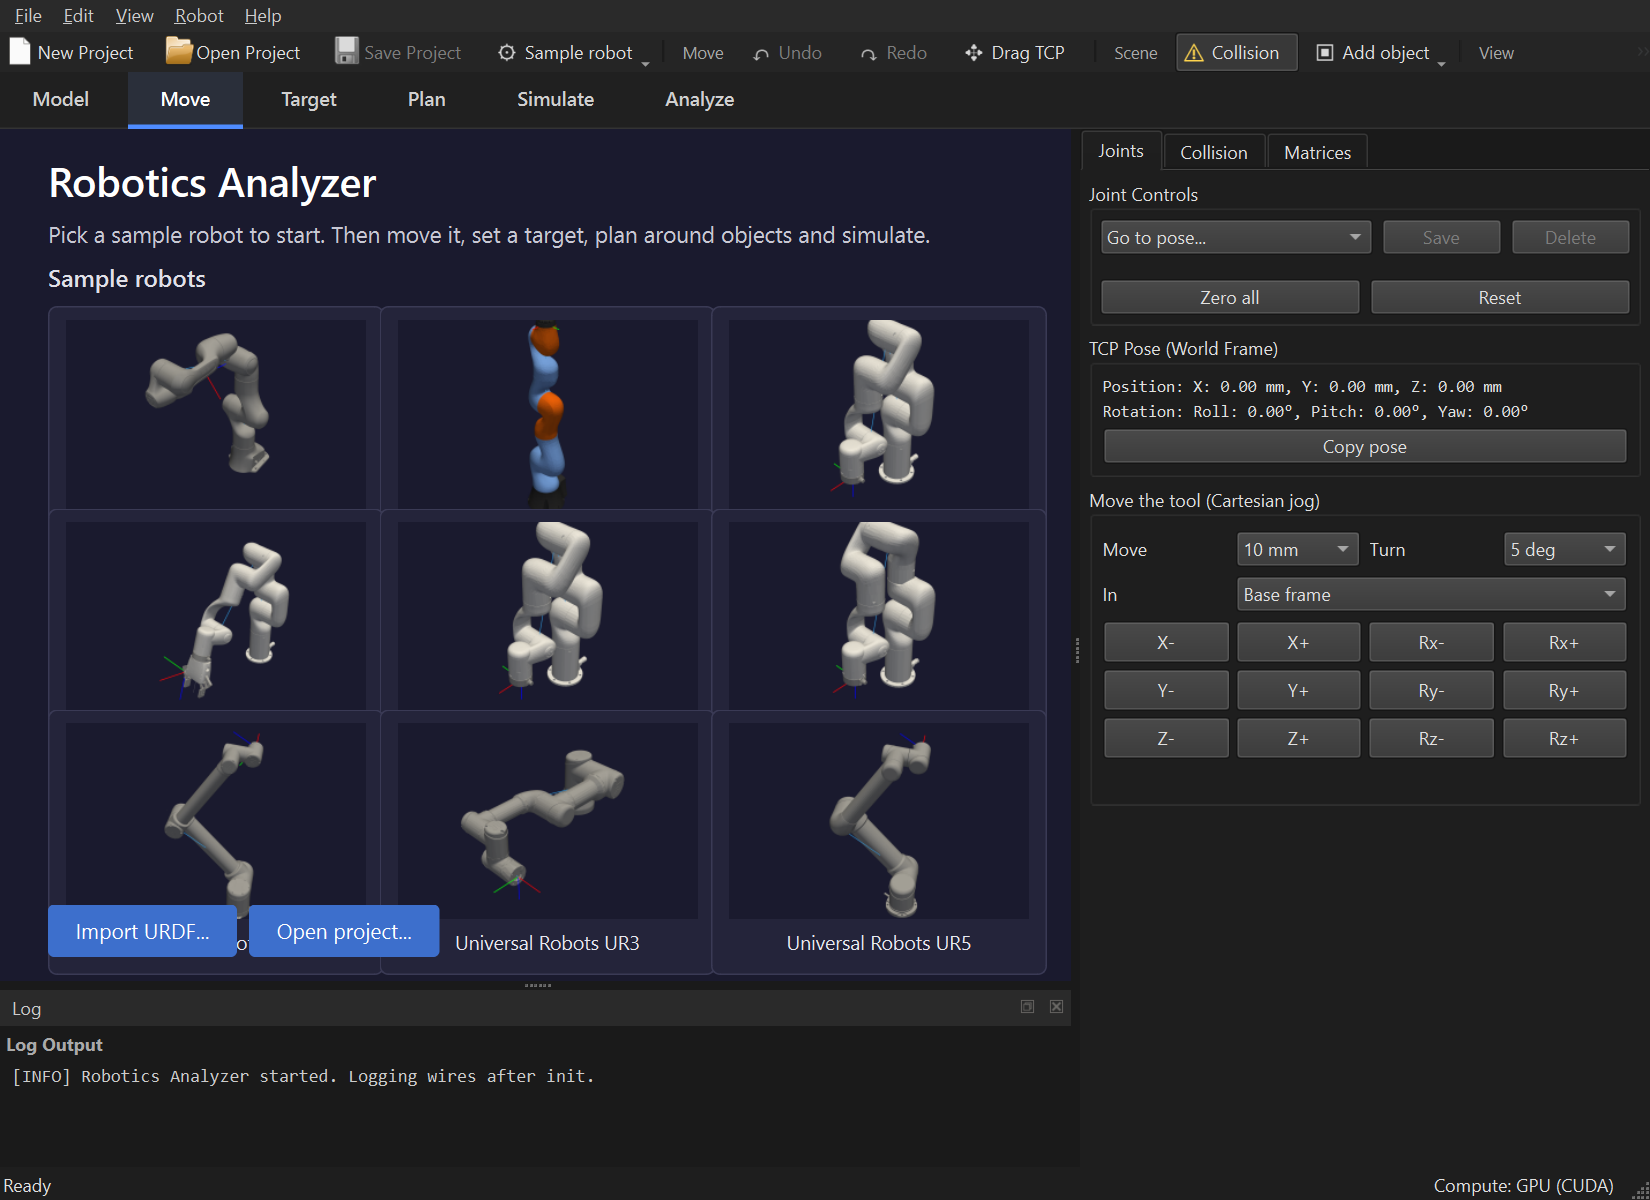 File Edit View Robot Help
New Project Open Project Save Project Sample robot Move Undo Redo Drag TCP Scene Collision Add object View
Model Move Target Plan Simulate Analyze
Robotics Analyzer
Pick a sample robot to start. Then move it, set a target, plan around objects and simulate.
Sample robots
Import URDF... Open project... Universal Robots UR3 Universal Robots UR5
Log
Log Output
[INFO] Robotics Analyzer started. Logging wires after init.
Joints Collision Matrices
Joint Controls
Go to pose... Save Delete
Zero all Reset
TCP Pose (World Frame)
Position: X: 0.00 mm, Y: 0.00 mm, Z: 0.00 mm
Rotation: Roll: 0.00°, Pitch: 0.00°, Yaw: 0.00°
Copy pose
Move the tool (Cartesian jog)
Move 10 mm Turn 5 deg
In Base frame
X- X+ Rx- Rx+
Y- Y+ Ry- Ry+
Z- Z+ Rz- Rz+
Ready Compute: GPU (CUDA)